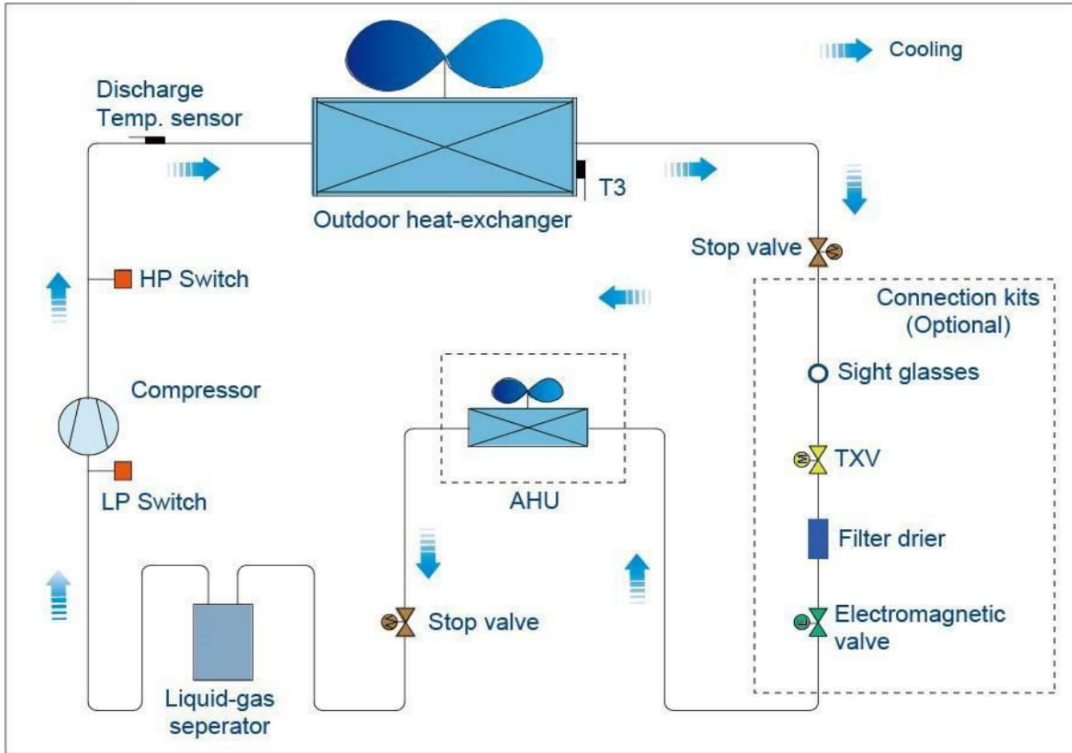 Cooling
Discharge
Temp. sensor
T3
Outdoor heat-exchanger
Stop valve
HP Switch
Connection kits
(Optional)
Sight glasses
Compressor
TXV
LP Switch
AHU
Filter drier
Stop valve
Electromagnetic
valve
Liquid-gas
seperator
M
E